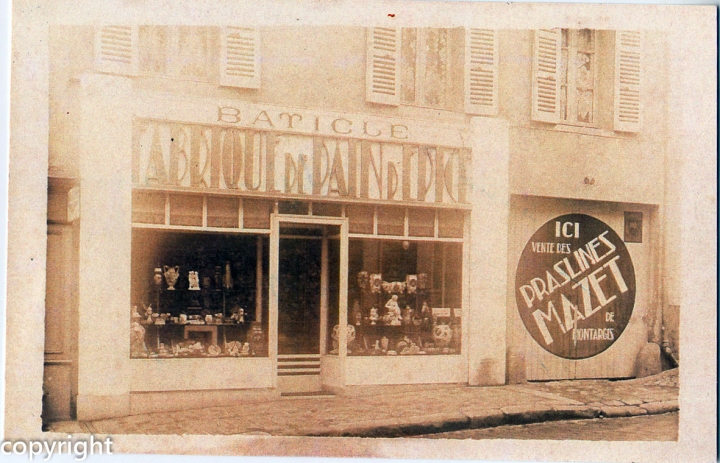 BATICLE
FABRIQUE DE PAIN D'EPICE
ICI
VENTE DES
PRASLINES
MAZET
DE
MONTARGIS
copyright